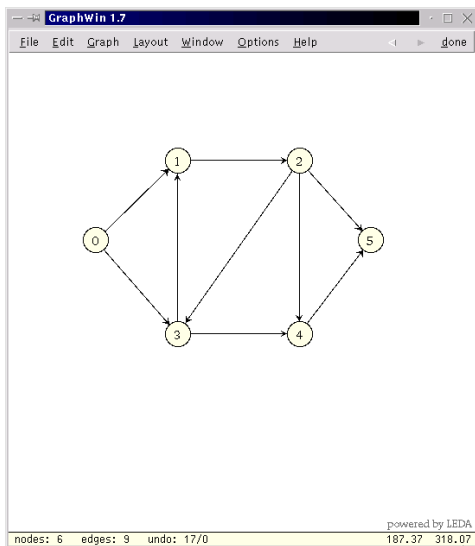 GraphWin 1.7
File Edit Graph Layout Window Options Help done
1 2
0 5
3 4
powered by LEDA
nodes: 6 edges: 9 undo: 17/0 187.37 318.07